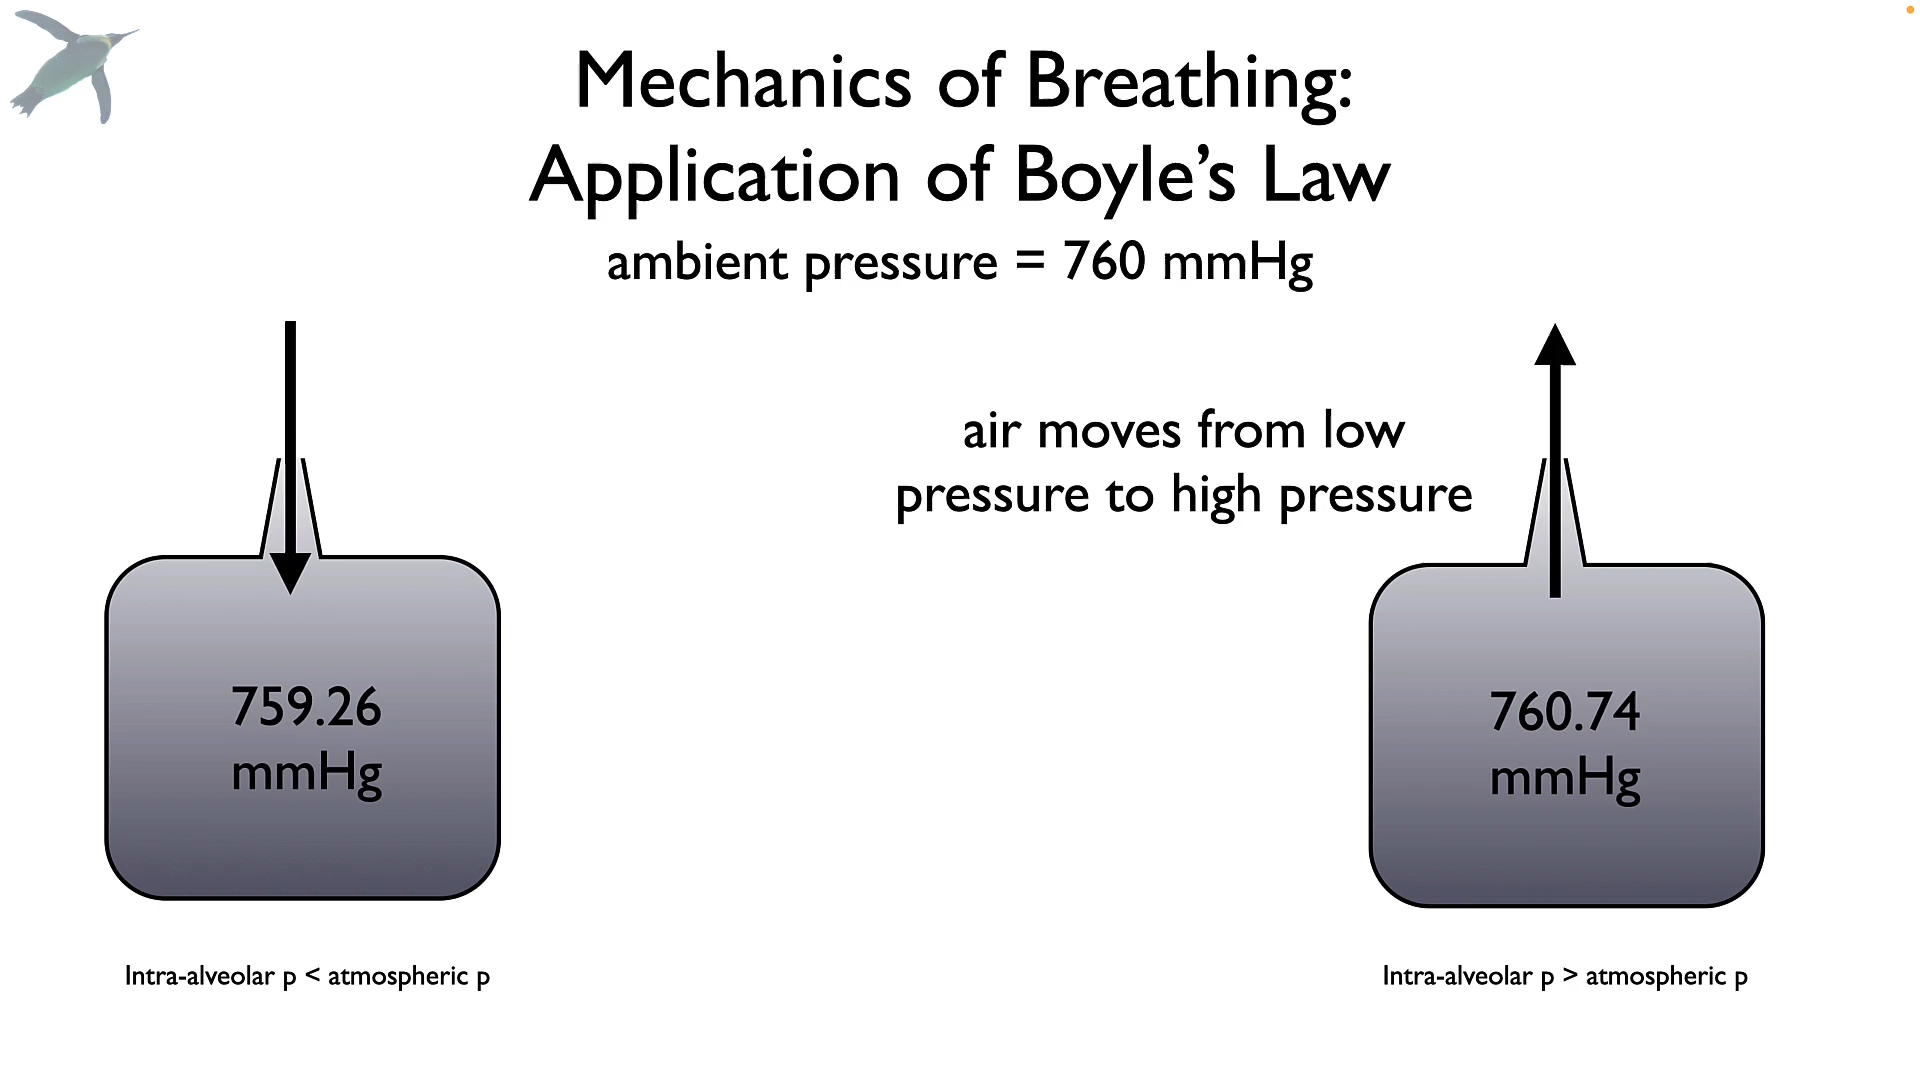 Mechanics of Breathing:
Application of Boyle’s Law
ambient pressure = 760 mmHg
air moves from low
pressure to high pressure
759.26
mmHg
760.74
mmHg
Intra-alveolar p < atmospheric p
Intra-alveolar p > atmospheric p